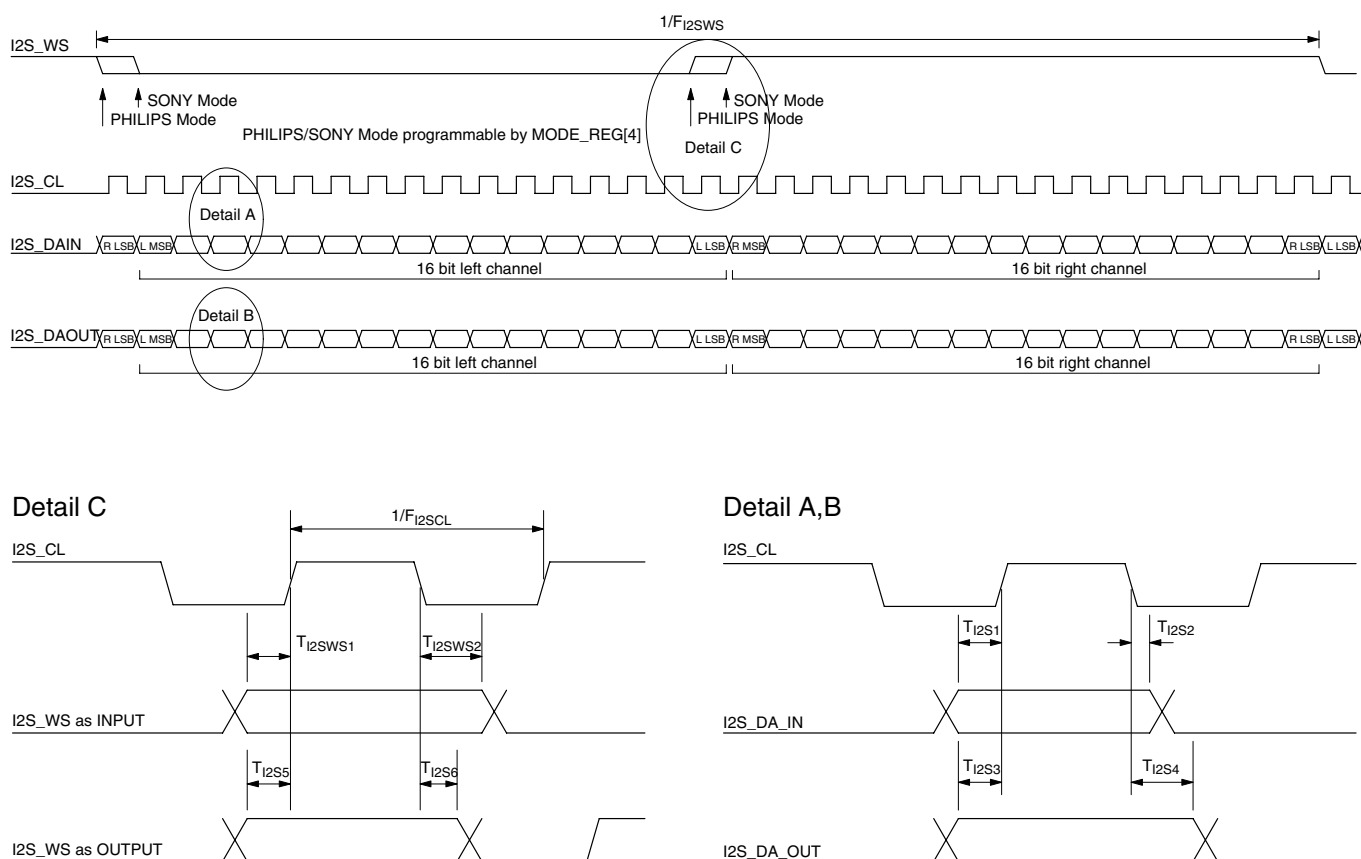 1/FI2SWS
I2S_WS
SONY Mode
PHILIPS Mode
SONY Mode
PHILIPS Mode
PHILIPS/SONY Mode programmable by MODE_REG[4]
Detail C
I2S_CL
Detail A
I2S_DAIN
R LSB L MSB L LSB R MSB R LSB L LSB
16 bit left channel 16 bit right channel
Detail B
I2S_DAOUT
R LSB L MSB L LSB R MSB R LSB L LSB
16 bit left channel 16 bit right channel
Detail C
1/FI2SCL
I2S_CL
TI2SWS1 TI2SWS2
I2S_WS as INPUT
TI2S5 TI2S6
I2S_WS as OUTPUT
Detail A,B
I2S_CL
TI2S1 TI2S2
I2S_DA_IN
TI2S3 TI2S4
I2S_DA_OUT